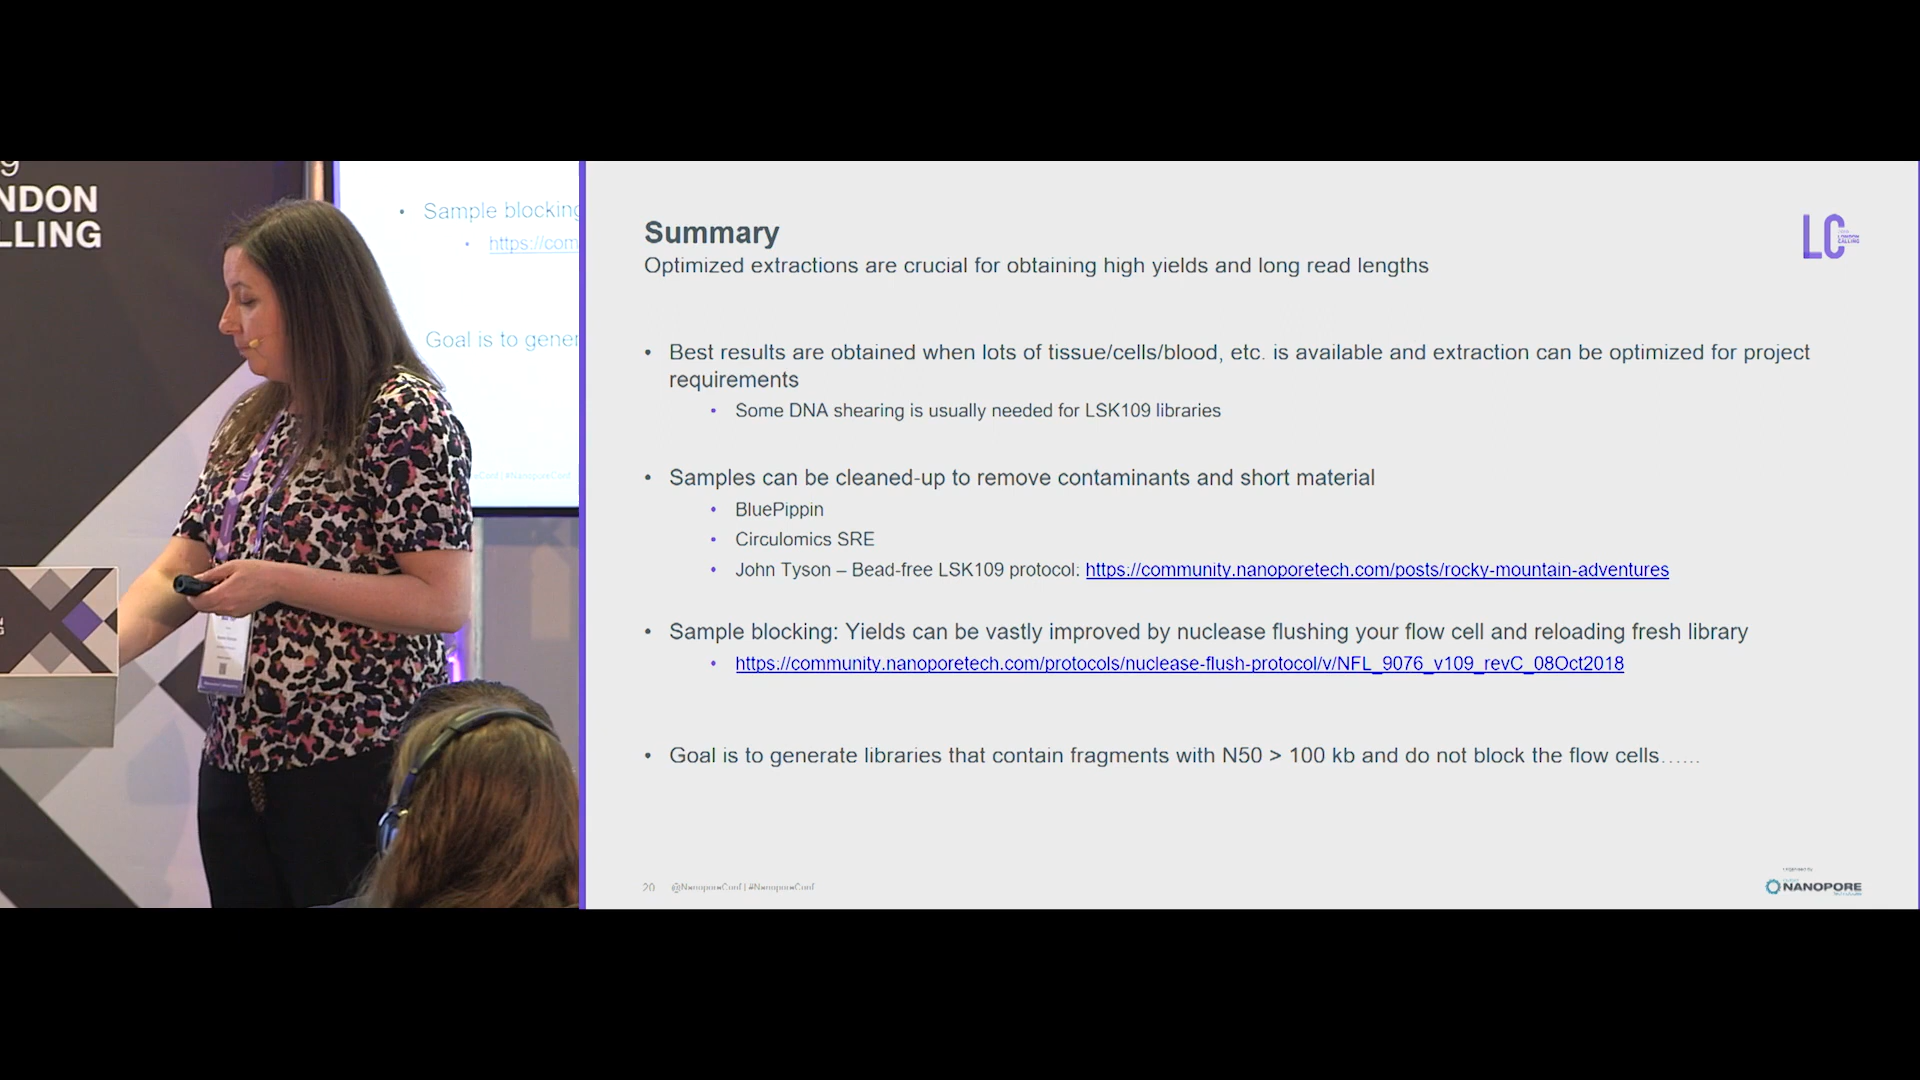 9
NDON
LLING
• Sample blocking
• https://com
Goal is to gener
Summary
Optimized extractions are crucial for obtaining high yields and long read lengths
LC
CALLING
• Best results are obtained when lots of tissue/cells/blood, etc. is available and extraction can be optimized for project
requirements
• Some DNA shearing is usually needed for LSK109 libraries
• Samples can be cleaned-up to remove contaminants and short material
• BluePippin
• Circulomics SRE
• John Tyson – Bead-free LSK109 protocol: https://community.nanoporetech.com/posts/rocky-mountain-adventures
• Sample blocking: Yields can be vastly improved by nuclease flushing your flow cell and reloading fresh library
• https://community.nanoporetech.com/protocols/nuclease-flush-protocol/v/NFL_9076_v109_revC_08Oct2018
• Goal is to generate libraries that contain fragments with N50 > 100 kb and do not block the flow cells……
20 @NanoporeConf | #NanoporeConf
NANOPORE